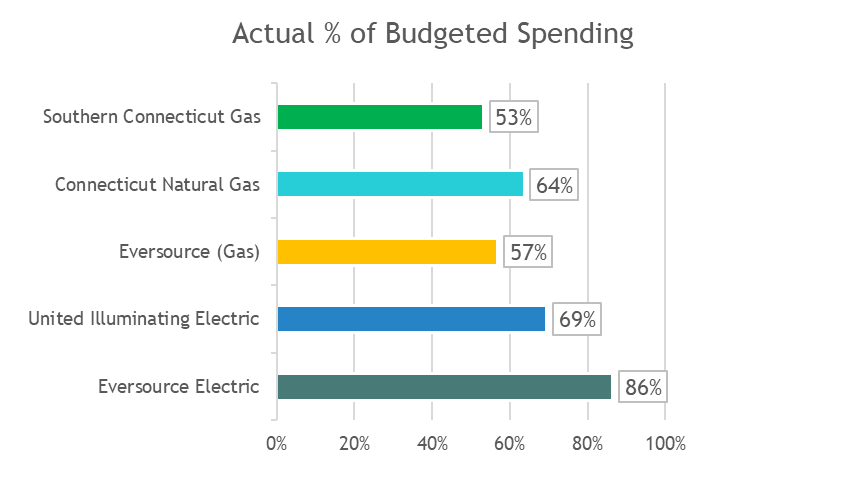 Actual % of Budgeted Spending
Southern Connecticut Gas 53%
Connecticut Natural Gas 64%
Eversource (Gas) 57%
United Illuminating Electric 69%
Eversource Electric 86%
0% 20% 40% 60% 80% 100%